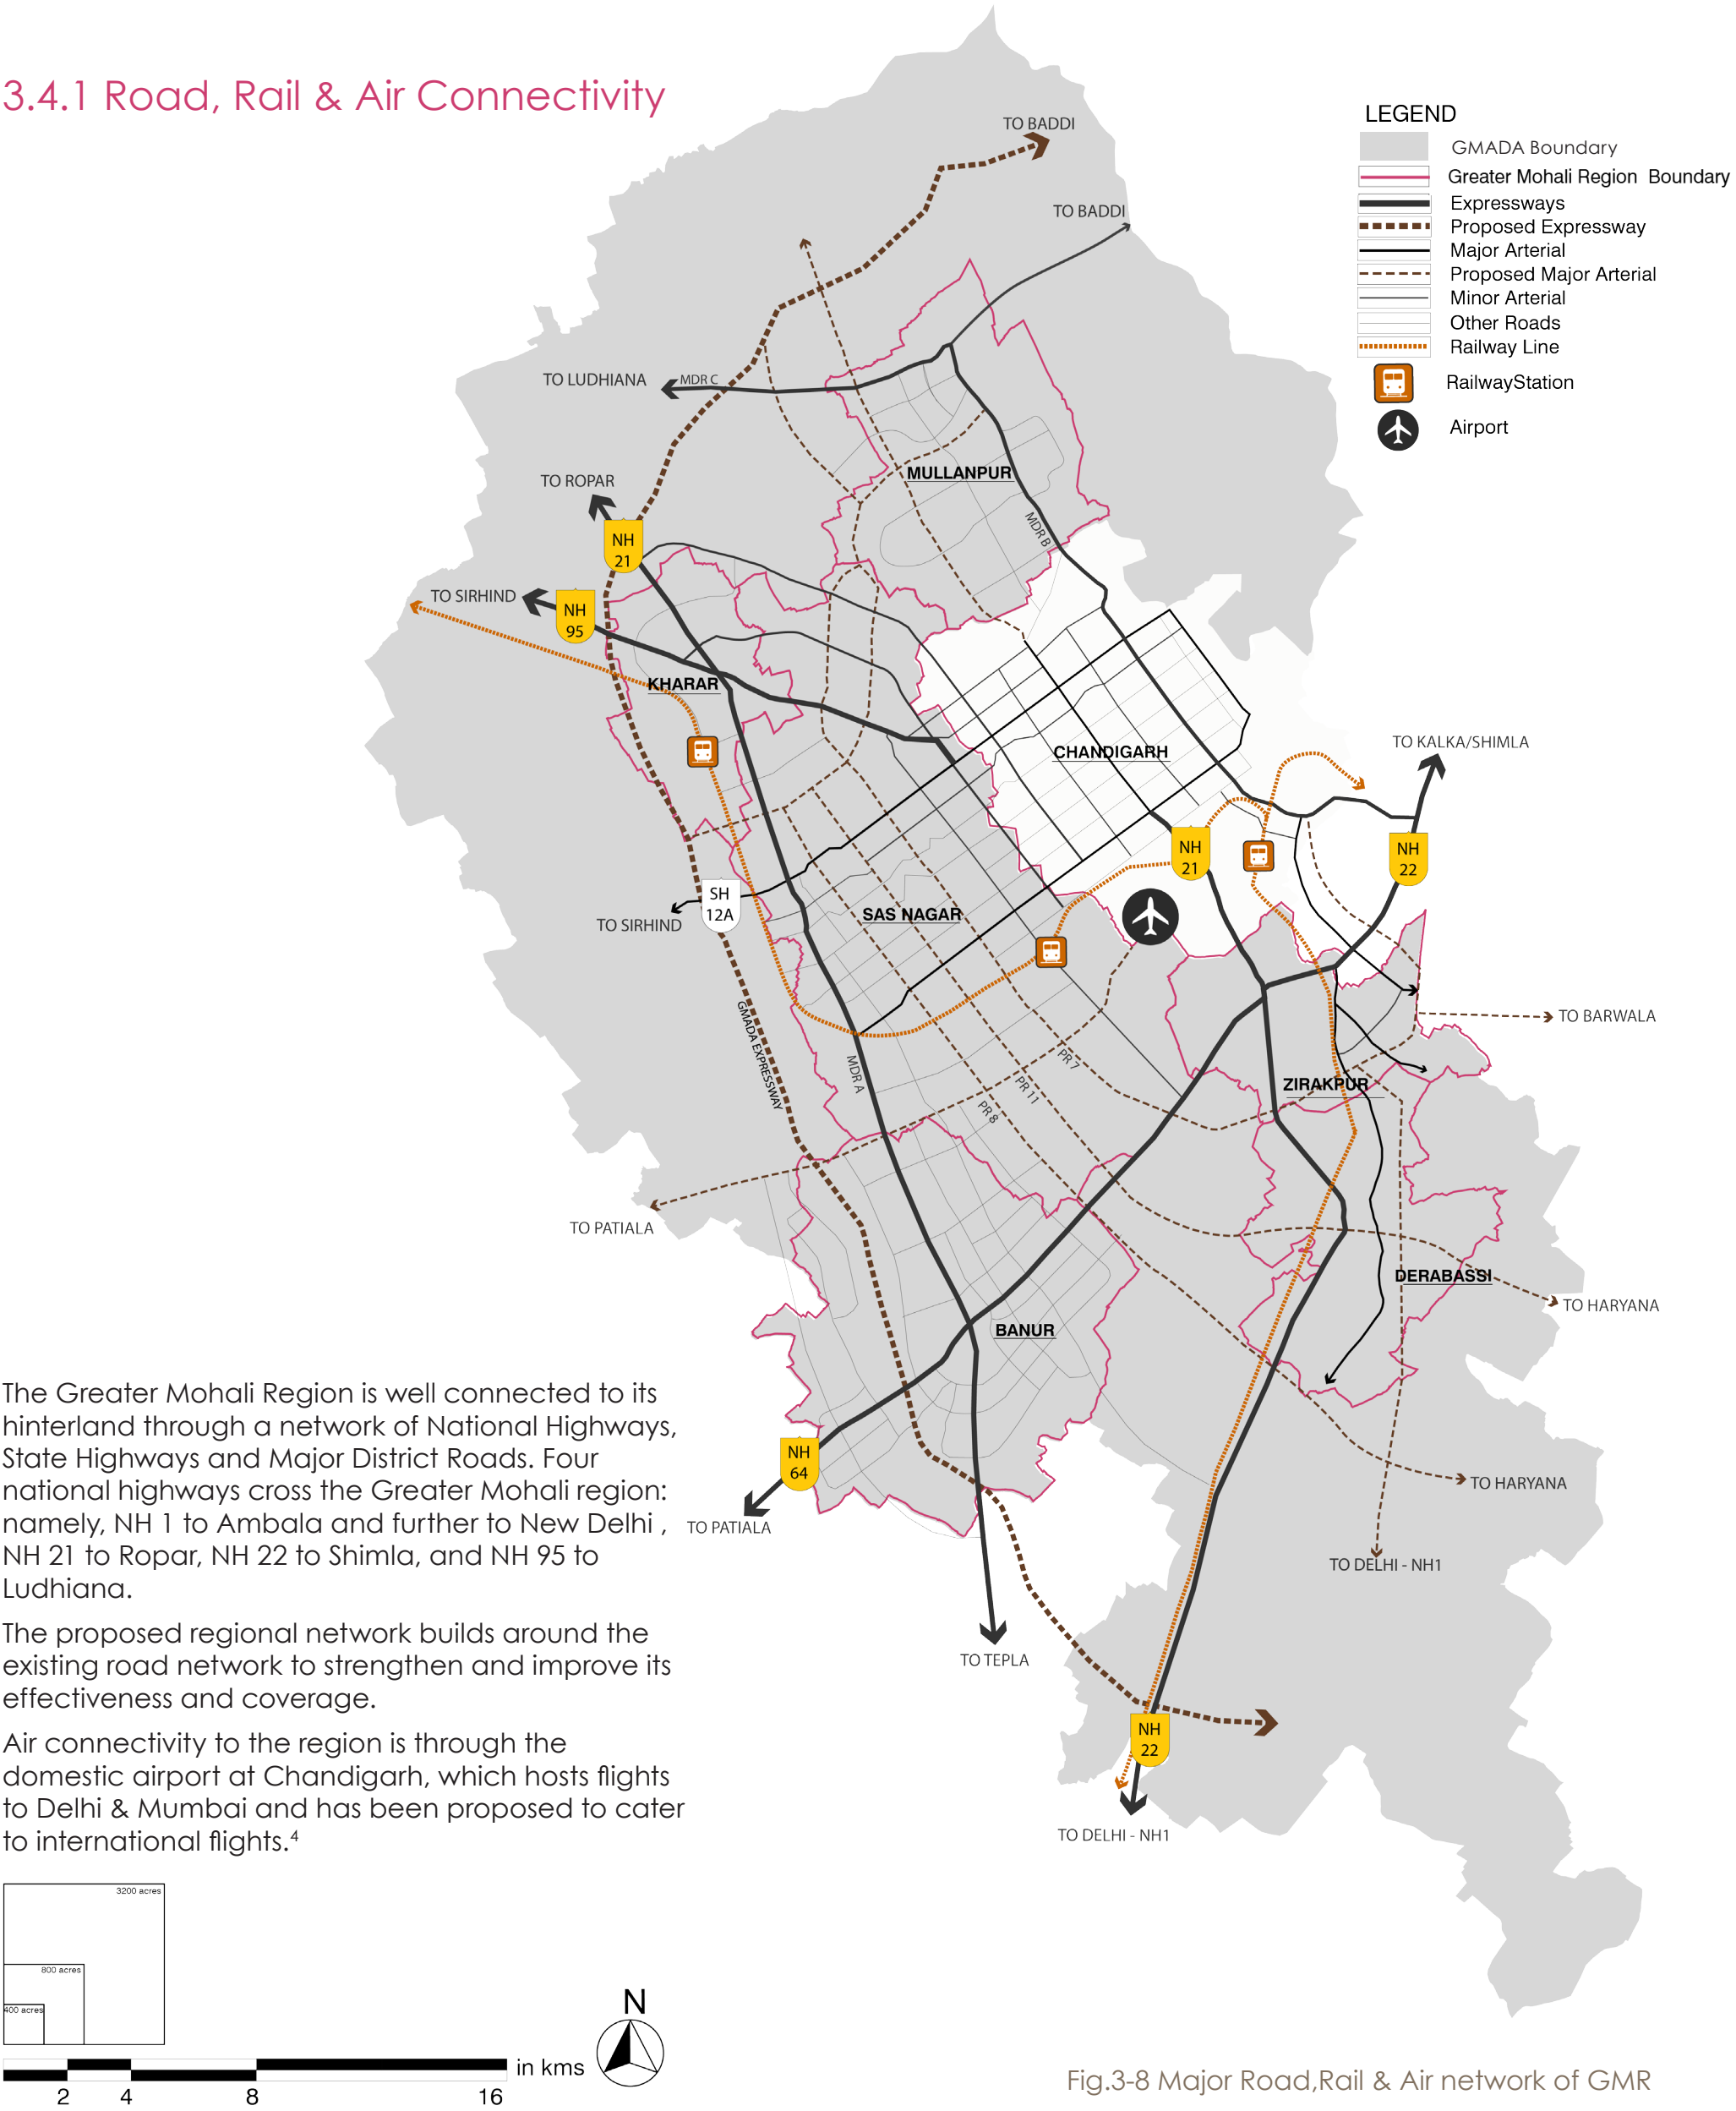 3.4.1 Road, Rail & Air Connectivity
LEGEND
GMADA Boundary
Greater Mohali Region Boundary
Expressways
Proposed Expressway
Major Arterial
Proposed Major Arterial
Minor Arterial
Other Roads
Railway Line
RailwayStation
Airport
TO BADDI
TO BADDI
TO LUDHIANA
MDR C
MULLANPUR
TO ROPAR
NH
21
MDR B
TO SIRHIND
NH
95
KHARAR
CHANDIGARH
TO KALKA/SHIMLA
NH
21
NH
22
SH
12A
TO SIRHIND
SAS NAGAR
GMADA EXPRESSWAY
MDR A
PR 7
PR 11
PR 8
TO BARWALA
ZIRAKPUR
TO PATIALA
DERABASSI
TO HARYANA
BANUR
NH
64
TO PATIALA
TO HARYANA
TO DELHI - NH1
TO TEPLA
NH
22
TO DELHI - NH1
The Greater Mohali Region is well connected to its
hinterland through a network of National Highways,
State Highways and Major District Roads. Four
national highways cross the Greater Mohali region:
namely, NH 1 to Ambala and further to New Delhi ,
NH 21 to Ropar, NH 22 to Shimla, and NH 95 to
Ludhiana.
The proposed regional network builds around the
existing road network to strengthen and improve its
effectiveness and coverage.
Air connectivity to the region is through the
domestic airport at Chandigarh, which hosts flights
to Delhi & Mumbai and has been proposed to cater
to international flights.4
3200 acres
800 acres
400 acres
N
in kms
2 4 8 16
Fig.3-8 Major Road,Rail & Air network of GMR